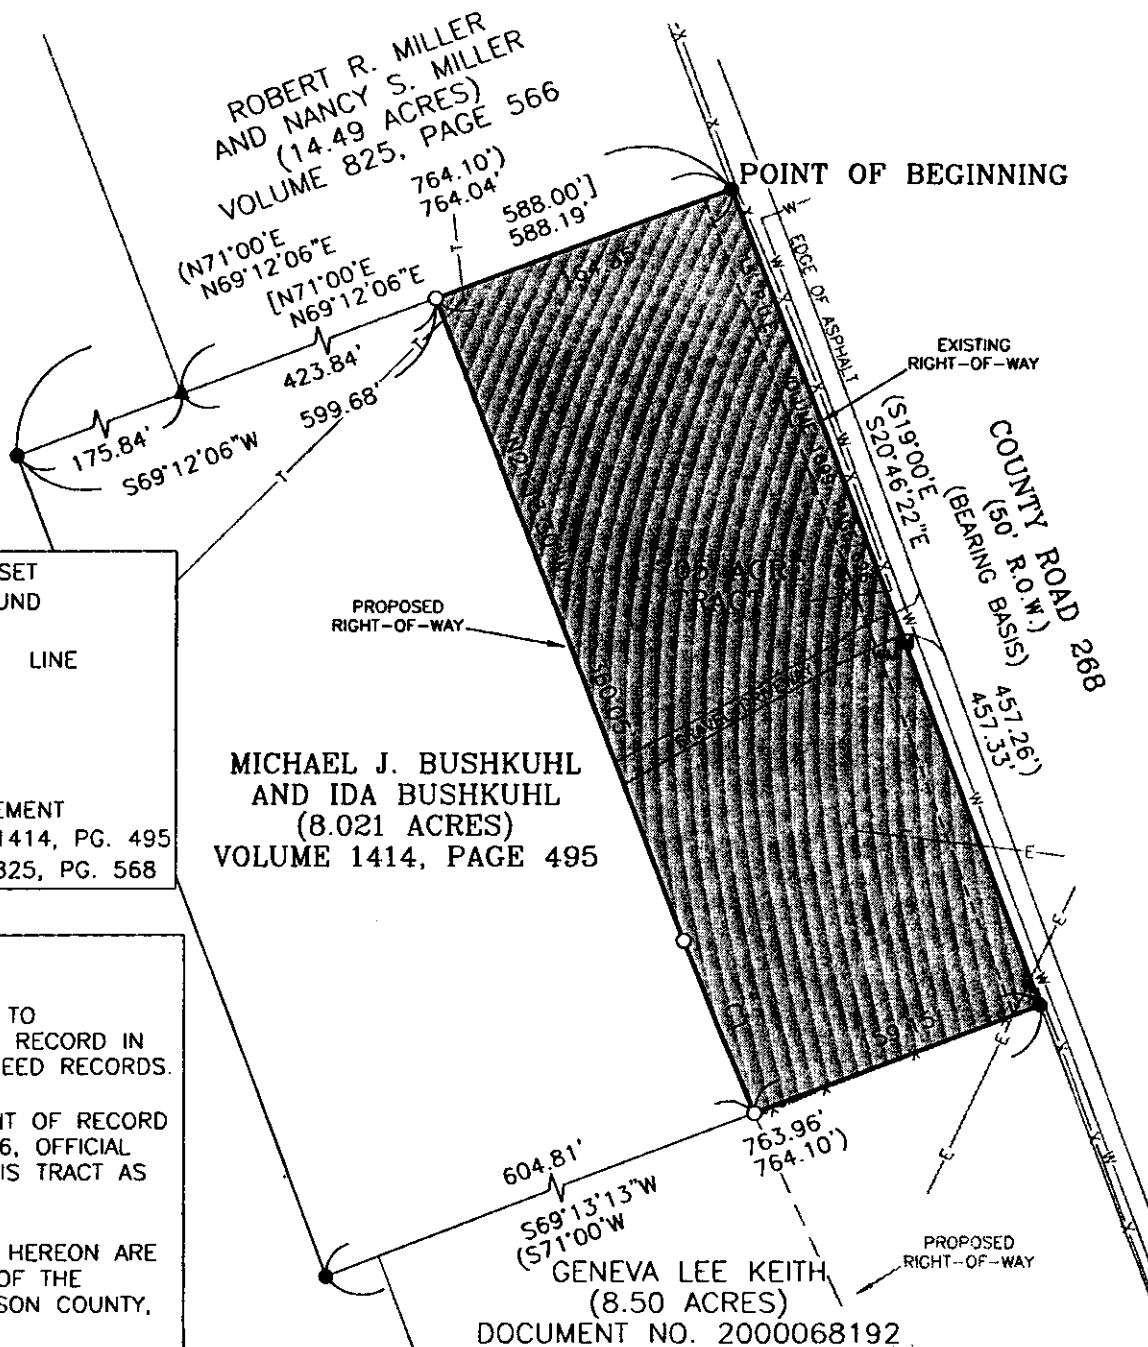 ROBERT R. MILLER
AND NANCY S. MILLER
(14.49 ACRES)
VOLUME 825, PAGE 566
764.10')
764.04'
588.00']
588.19'
POINT OF BEGINNING
(N71°00'E
N69°12'06"E
[N71°00'E
N69°12'06"E
423.84'
599.68'
175.84'
S69°12'06"W
EDGE OF ASPHALT
EXISTING
RIGHT-OF-WAY
(S19°00'E
S20°46'22"E
(BEARING BASIS)
COUNTY ROAD 268
(50' R.O.W.)
457.26')
457.33'
SET
UND
LINE
EMENT
1414, PG. 495
825, PG. 568
PROPOSED
RIGHT-OF-WAY
360.05'
TRACT
MICHAEL J. BUSHKUHL
AND IDA BUSHKUHL
(8.021 ACRES)
VOLUME 1414, PAGE 495
C1
TO
RECORD IN
EED RECORDS.
T OF RECORD
6, OFFICIAL
IS TRACT AS
HEREON ARE
OF THE
SON COUNTY,
159.15'
763.96'
764.10')
604.81'
S69°13'13"W
(S71°00'W
PROPOSED
RIGHT-OF-WAY
GENEVA LEE KEITH
(8.50 ACRES)
DOCUMENT NO. 2000068192